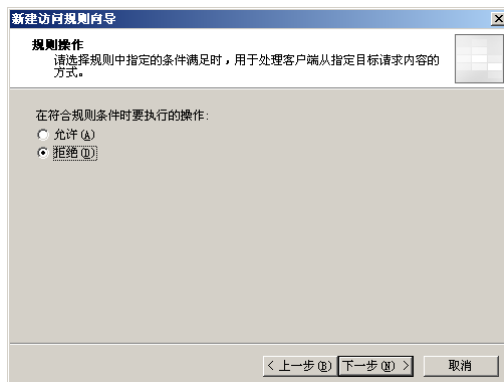 新建访问规则向导
规则操作
请选择规则中指定的条件满足时，用于处理客户端从指定目标请求内容的
方式。
在符合规则条件时要执行的操作:
允许(A)
拒绝(D)
< 上一步(B) 下一步(N) > 取消